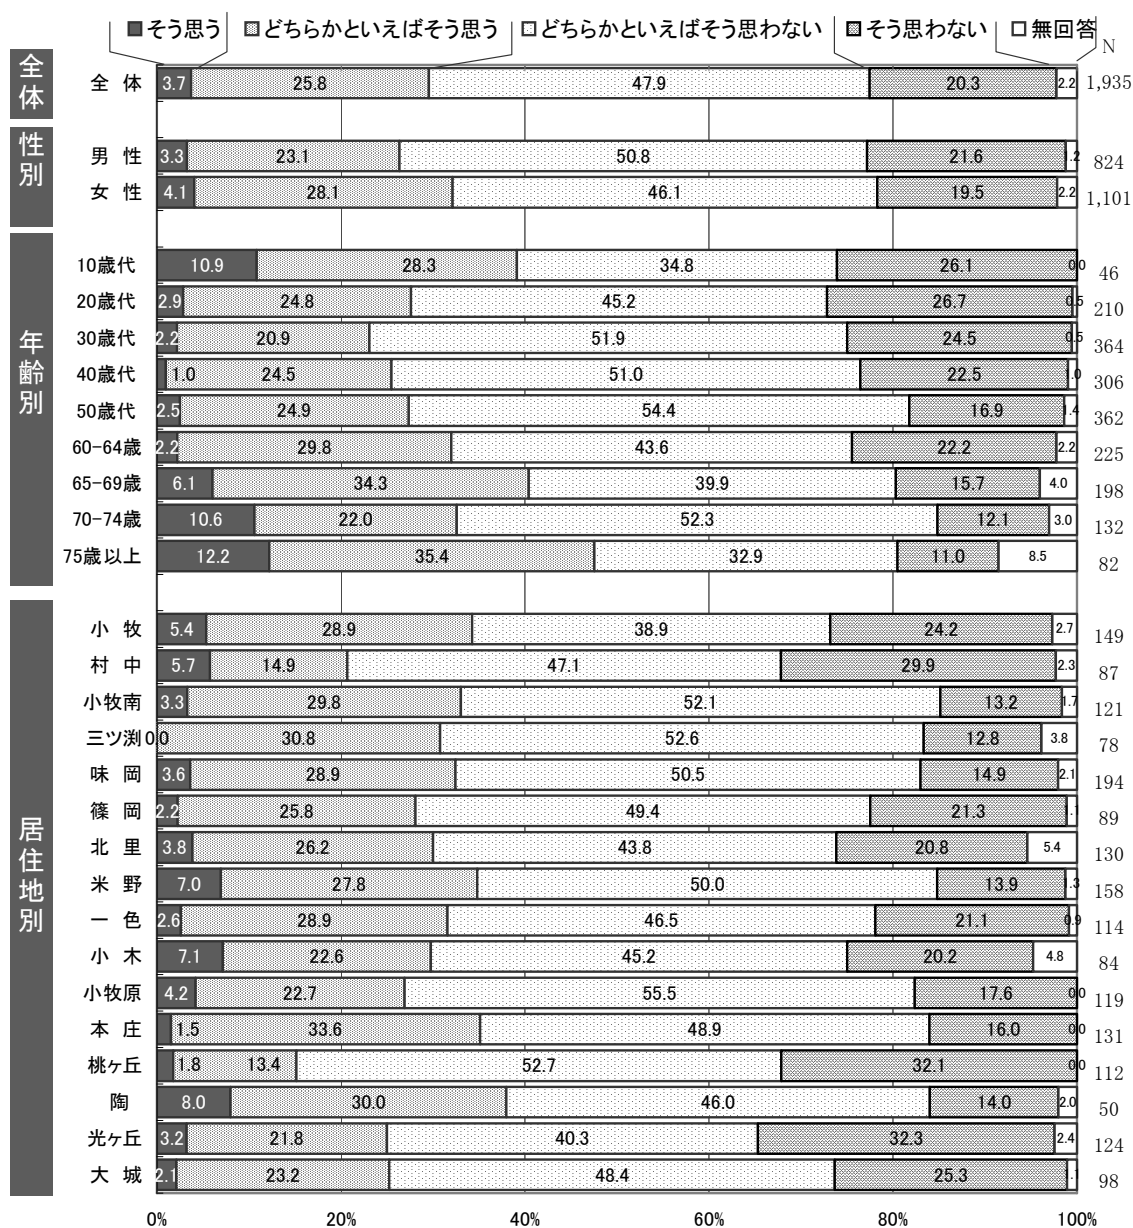 そう思う どちらかといえばそう思う どちらかといえばそう思わない そう思わない 無回答
N
全体
全 体 3.7 25.8 47.9 20.3 2.2 1,935
性別
男 性 3.3 23.1 50.8 21.6 1.2 824
女 性 4.1 28.1 46.1 19.5 2.2 1,101
年齢別
10歳代 10.9 28.3 34.8 26.1 0.0 46
20歳代 2.9 24.8 45.2 26.7 0.5 210
30歳代 2.2 20.9 51.9 24.5 0.5 364
40歳代 1.0 24.5 51.0 22.5 1.0 306
50歳代 2.5 24.9 54.4 16.9 1.4 362
60-64歳 2.2 29.8 43.6 22.2 2.2 225
65-69歳 6.1 34.3 39.9 15.7 4.0 198
70-74歳 10.6 22.0 52.3 12.1 3.0 132
75歳以上 12.2 35.4 32.9 11.0 8.5 82
居住地別
小 牧 5.4 28.9 38.9 24.2 2.7 149
村 中 5.7 14.9 47.1 29.9 2.3 87
小牧南 3.3 29.8 52.1 13.2 1.7 121
三ツ渕 0.0 30.8 52.6 12.8 3.8 78
味 岡 3.6 28.9 50.5 14.9 2.1 194
篠 岡 2.2 25.8 49.4 21.3 1.1 89
北 里 3.8 26.2 43.8 20.8 5.4 130
米 野 7.0 27.8 50.0 13.9 1.3 158
一 色 2.6 28.9 46.5 21.1 0.9 114
小 木 7.1 22.6 45.2 20.2 4.8 84
小牧原 4.2 22.7 55.5 17.6 0.0 119
本 庄 1.5 33.6 48.9 16.0 0.0 131
桃ヶ丘 1.8 13.4 52.7 32.1 0.0 112
陶 8.0 30.0 46.0 14.0 2.0 50
光ヶ丘 3.2 21.8 40.3 32.3 2.4 124
大 城 2.1 23.2 48.4 25.3 98
0% 20% 40% 60% 80% 100%